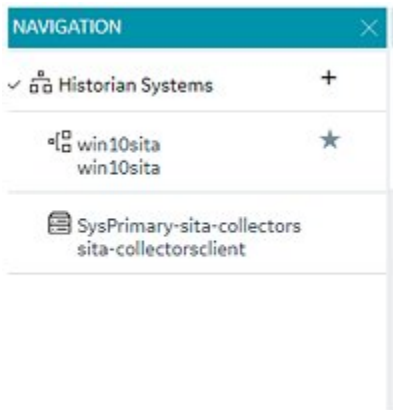 NAVIGATION
Historian Systems
win10sita
win10sita
SysPrimary-sita-collectors
sita-collectorsclient